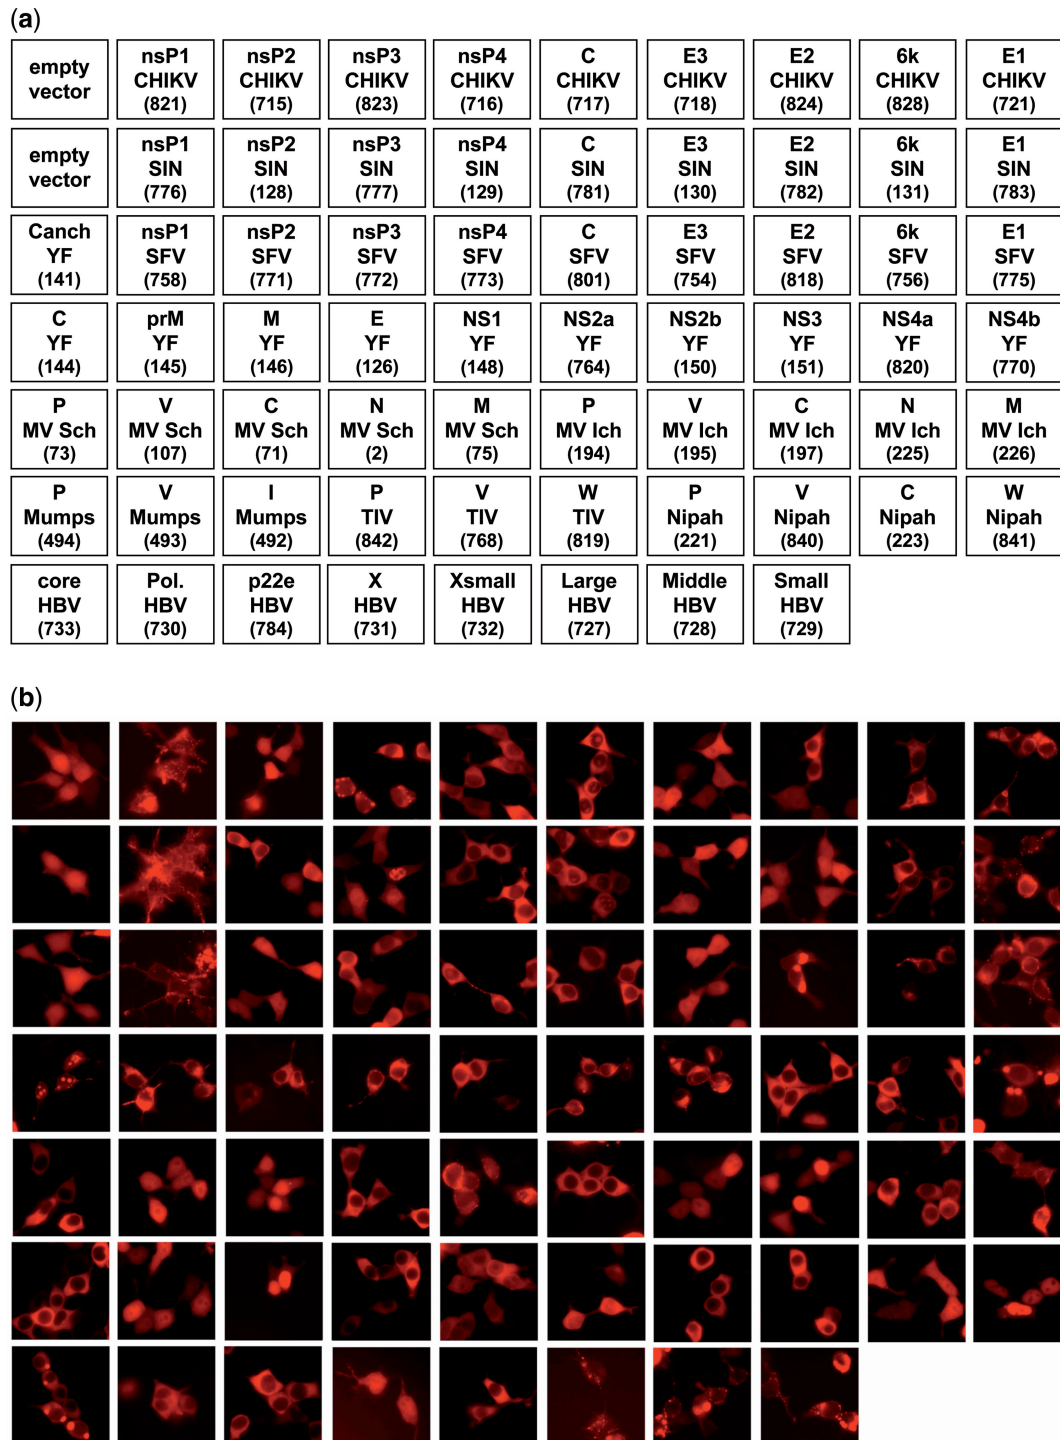 (a)
empty nsP1 nsP2 nsP3 nsP4 C E3 E2 6k E1
vector CHIKV CHIKV CHIKV CHIKV CHIKV CHIKV CHIKV CHIKV CHIKV
(821) (715) (823) (716) (717) (718) (824) (828) (721)
empty nsP1 nsP2 nsP3 nsP4 C E3 E2 6k E1
vector SIN SIN SIN SIN SIN SIN SIN SIN SIN
(776) (128) (777) (129) (781) (130) (782) (131) (783)
Canch nsP1 nsP2 nsP3 nsP4 C E3 E2 6k E1
YF SFV SFV SFV SFV SFV SFV SFV SFV SFV
(141) (758) (771) (772) (773) (801) (754) (818) (756) (775)
C prM M E NS1 NS2a NS2b NS3 NS4a NS4b
YF YF YF YF YF YF YF YF YF YF
(144) (145) (146) (126) (148) (764) (150) (151) (820) (770)
P V C N M P V C N M
MV Sch MV Sch MV Sch MV Sch MV Sch MV Ich MV Ich MV Ich MV Ich MV Ich
(73) (107) (71) (2) (75) (194) (195) (197) (225) (226)
P V I P V W P V C W
Mumps Mumps Mumps TIV TIV TIV Nipah Nipah Nipah Nipah
(494) (493) (492) (842) (768) (819) (221) (840) (223) (841)
core Pol. p22e X Xsmall Large Middle Small
HBV HBV HBV HBV HBV HBV HBV HBV
(733) (730) (784) (731) (732) (727) (728) (729)
(b)